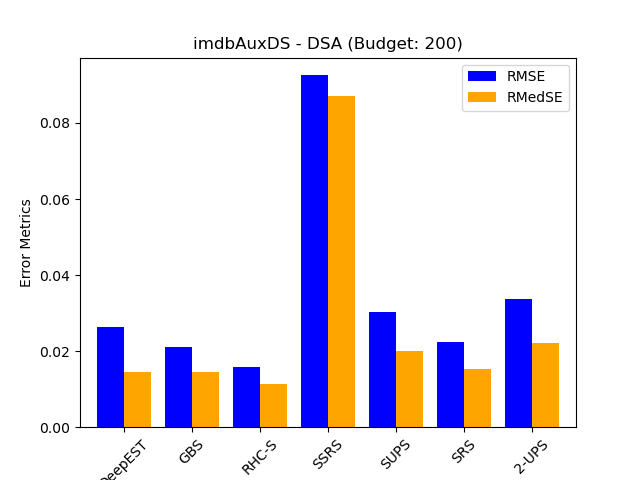 imdbAuxDS - DSA (Budget: 200)
RMSE
RMedSE
Error Metrics
0.08
0.06
0.04
0.02
0.00
DeepEST
GBS
RHC-S
SSRS
SUPS
SRS
2-UPS